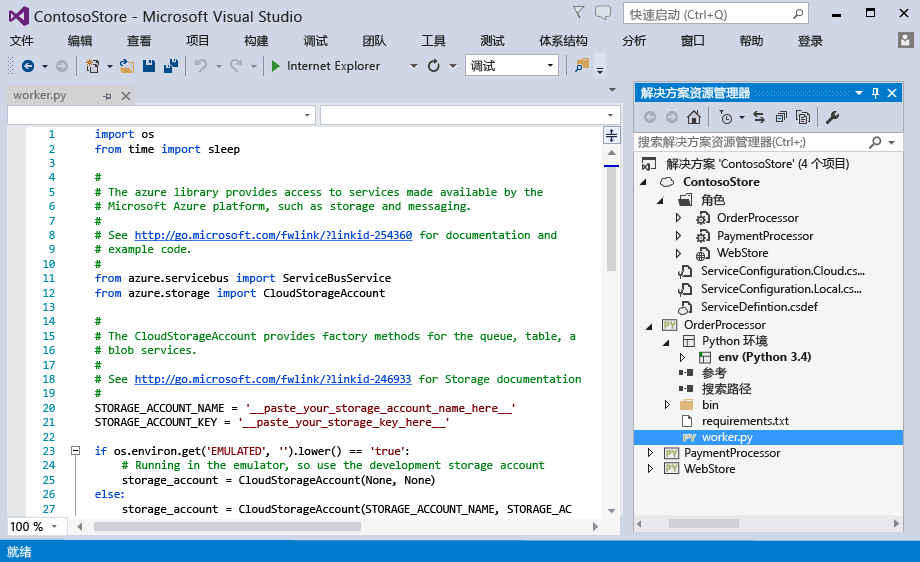 ContosoStore - Microsoft Visual Studio
快速启动 (Ctrl+Q)
文件 编辑 查看 项目 构建 调试 团队 工具 测试 体系结构 分析 窗口 帮助 登录
Internet Explorer 调试
worker.py
1 import os
2 from time import sleep
3
4 #
5 # The azure library provides access to services made available by the
6 # Microsoft Azure platform, such as storage and messaging.
7 #
8 # See http://go.microsoft.com/fwlink/?linkid-254360 for documentation and
9 # example code.
10 #
11 from azure.servicebus import ServiceBusService
12 from azure.storage import CloudStorageAccount
13
14 #
15 # The CloudStorageAccount provides factory methods for the queue, table, a
16 # blob services.
17 #
18 # See http://go.microsoft.com/fwlink/?linkid-246933 for Storage documentation
19 #
20 STORAGE_ACCOUNT_NAME = '__paste_your_storage_account_name_here__'
21 STORAGE_ACCOUNT_KEY = '__paste_your_storage_key_here__'
22
23 if os.environ.get('EMULATED', '').lower() == 'true':
24 # Running in the emulator, so use the development storage account
25 storage_account = CloudStorageAccount(None, None)
26 else:
27 storage_account = CloudStorageAccount(STORAGE_ACCOUNT_NAME, STORAGE_AC
100 %
解决方案资源管理器
搜索解决方案资源管理器(Ctrl+;)
解决方案 'ContosoStore' (4 个项目)
ContosoStore
角色
OrderProcessor
PaymentProcessor
WebStore
ServiceConfiguration.Cloud.cs...
ServiceConfiguration.Local.cs...
ServiceDefintion.csdef
PY OrderProcessor
Python 环境
env (Python 3.4)
参考
搜索路径
bin
requirements.txt
PY worker.py
PY PaymentProcessor
PY WebStore
就绪